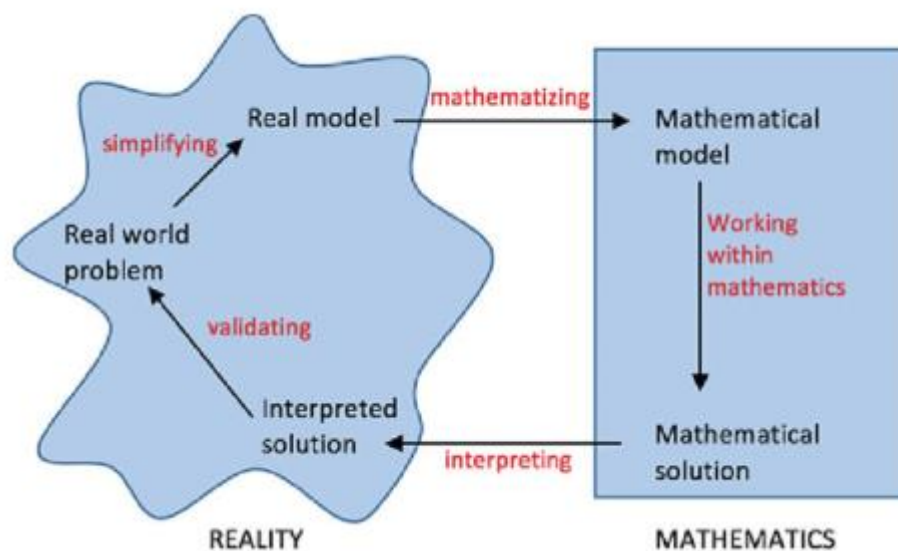 mathematizing
Real model
Mathematical
model
simplifying
Real world
problem
Working
within
mathematics
validating
Interpreted
solution
Mathematical
solution
interpreting
REALITY
MATHEMATICS